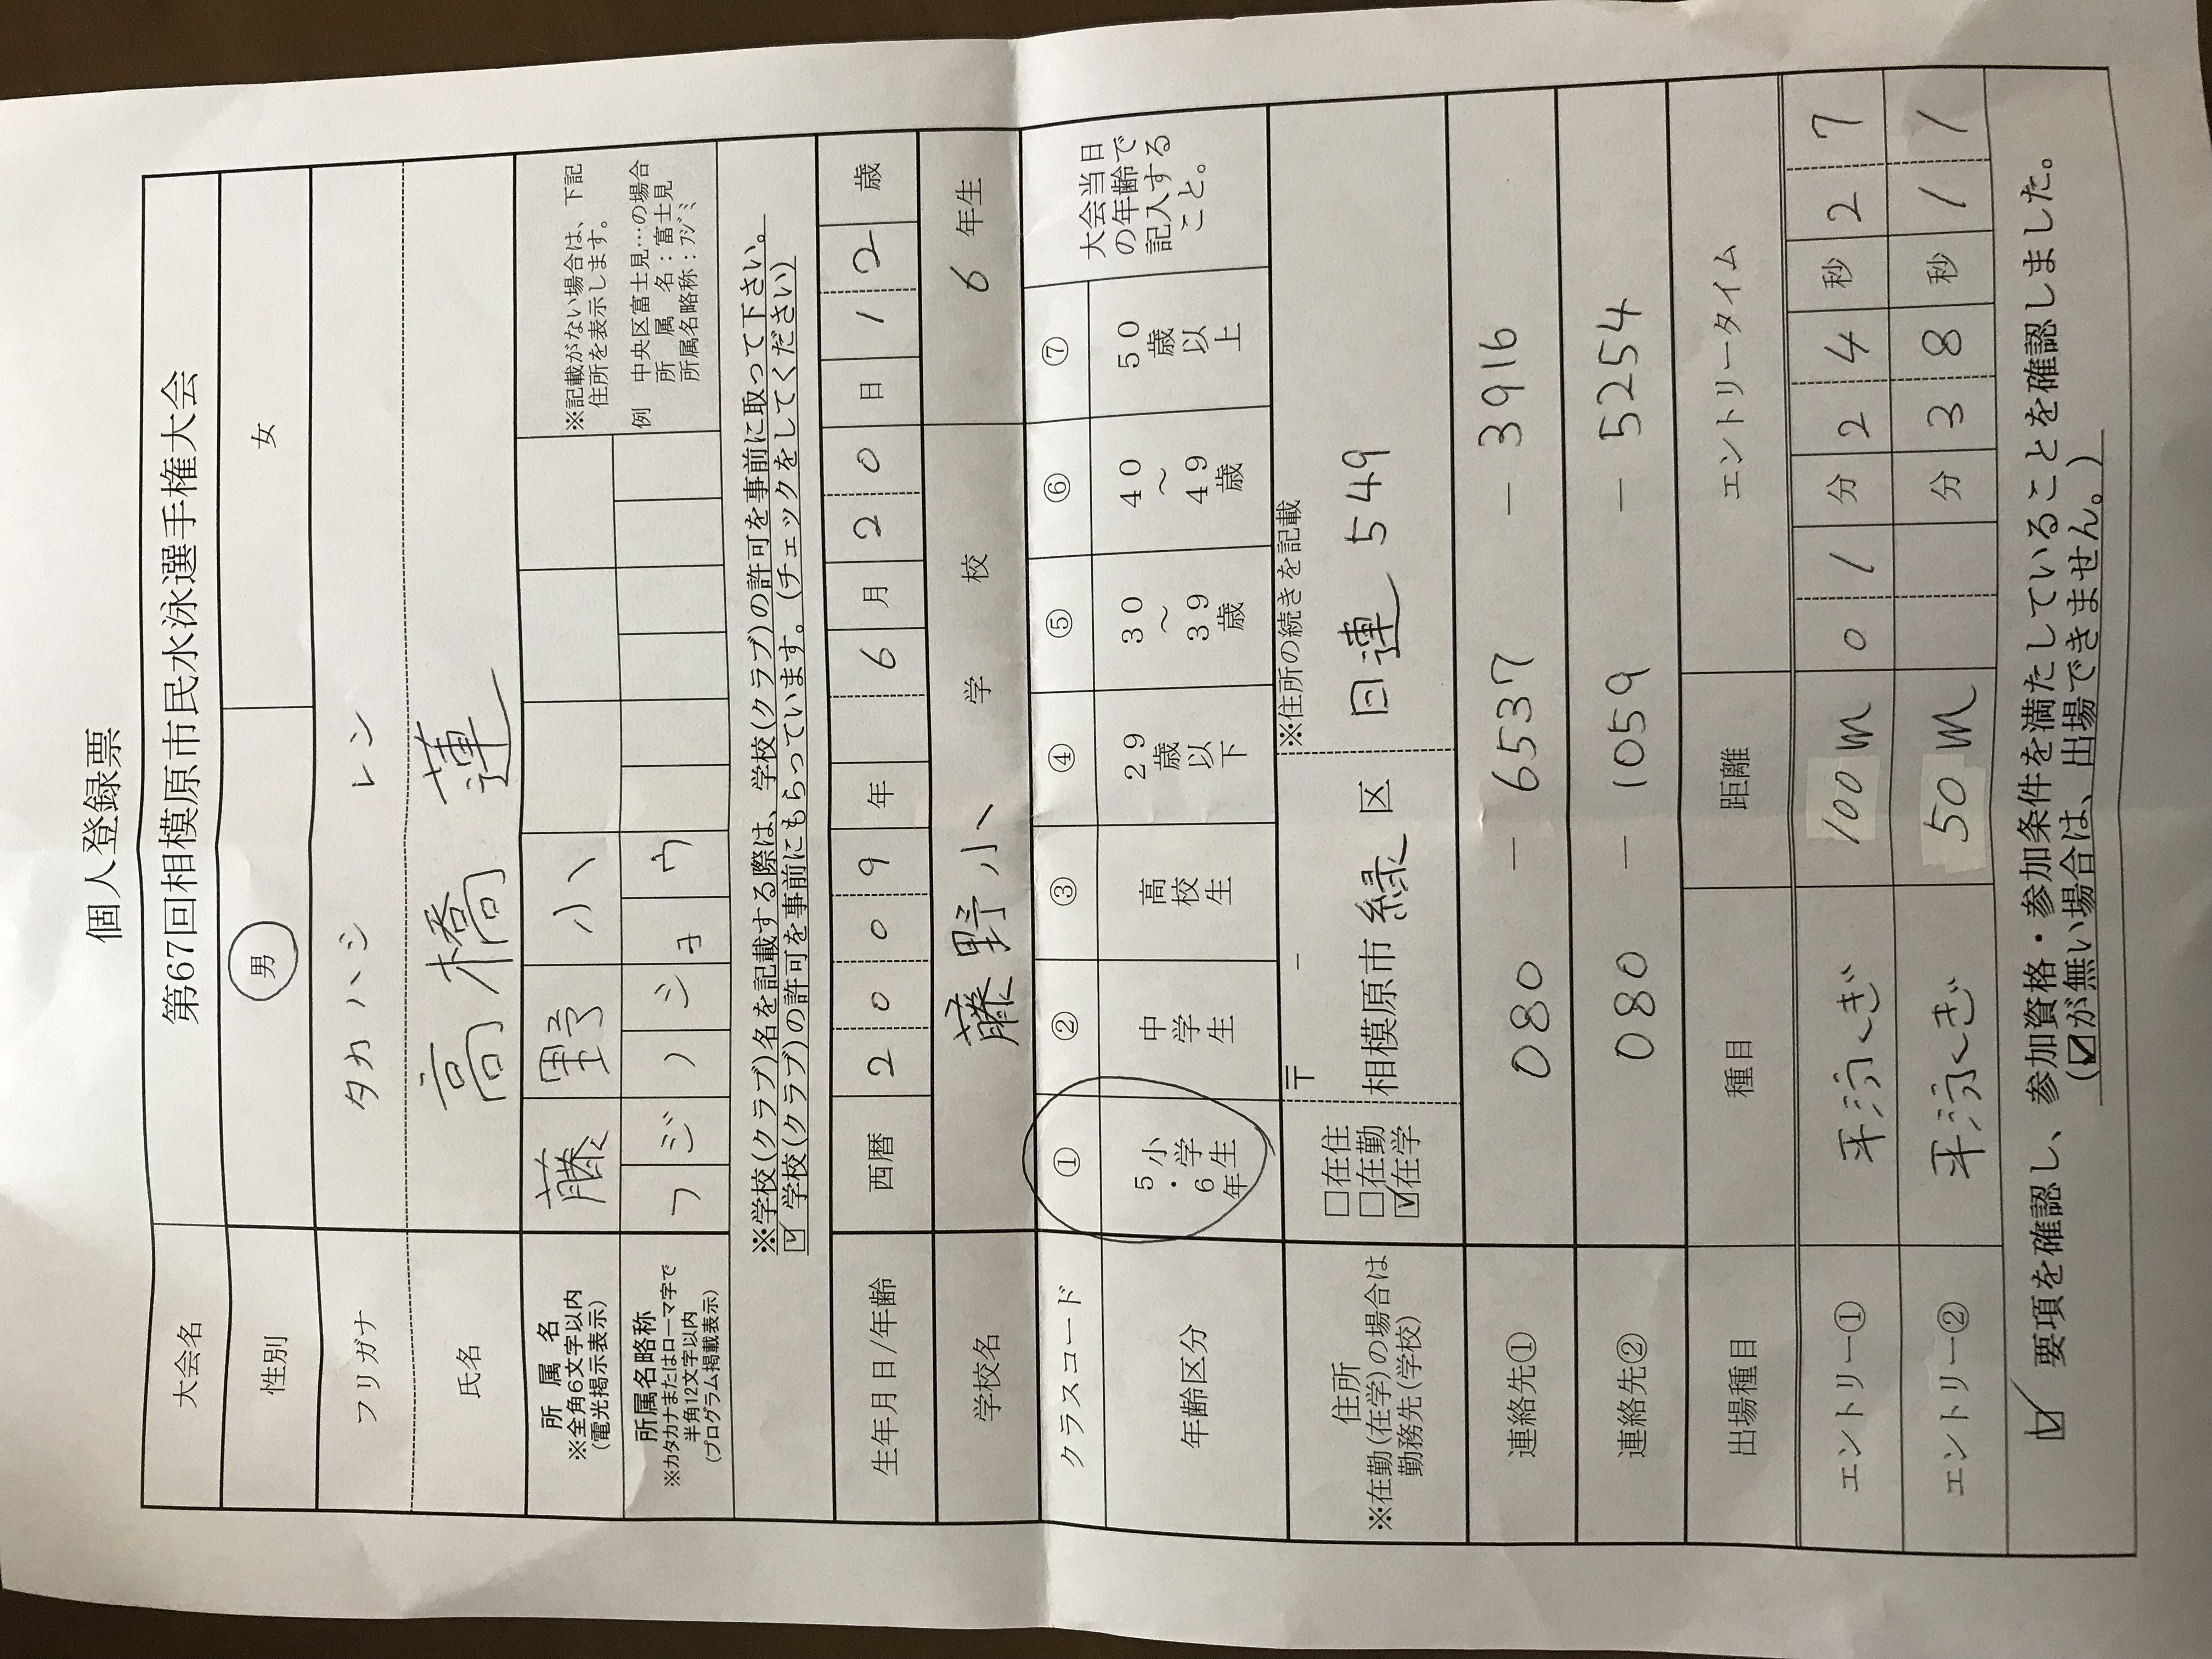 個人登録票
大会名 第67回相模原市民水泳選手権大会
性別 男 女
フリガナ タカハシ レン
氏名 高橋 蓮
所属名 ※全角6文字以内 (電光掲示表示) 藤野小
※記載がない場合は、下記住所を表示します。
所属名略称 ※カタカナまたはローマ字で半角12文字以内 (プログラム掲載表示) フジノショウ
例 中央区富士見…の場合
所属名：富士見
所属名略称：ﾌｼﾞﾐ
※学校(クラブ)名を記載する際は、学校(クラブ)の許可を事前に取って下さい。
☑ 学校(クラブ)の許可を事前にもらっています。(チェックをしてください)
生年月日/年齢 西暦 2009年 6月20日 12歳
学校名 藤野小 学校 6年生
クラスコード ① ② ③ ④ ⑤ ⑥ ⑦
年齢区分 小学生5・6年 中学生 高校生 29歳以下 30～39歳 40～49歳 50歳以上
大会当日の年齢で記入すること。
住所 ※在勤(在学)の場合は勤務先(学校)
□在住
□在勤
☑在学
〒 －
相模原市緑区
※住所の続きを記載
日連 549
連絡先① 080 － 6537 － 3916
連絡先② 080 － 1059 － 5254
出場種目 種目 距離 エントリータイム
エントリー① 平泳ぎ 100m 01分24秒27
エントリー② 平泳ぎ 50m 分38秒11
☑ 要項を確認し、参加資格・参加条件を満たしていることを確認しました。
(☑が無い場合は、出場できません。)